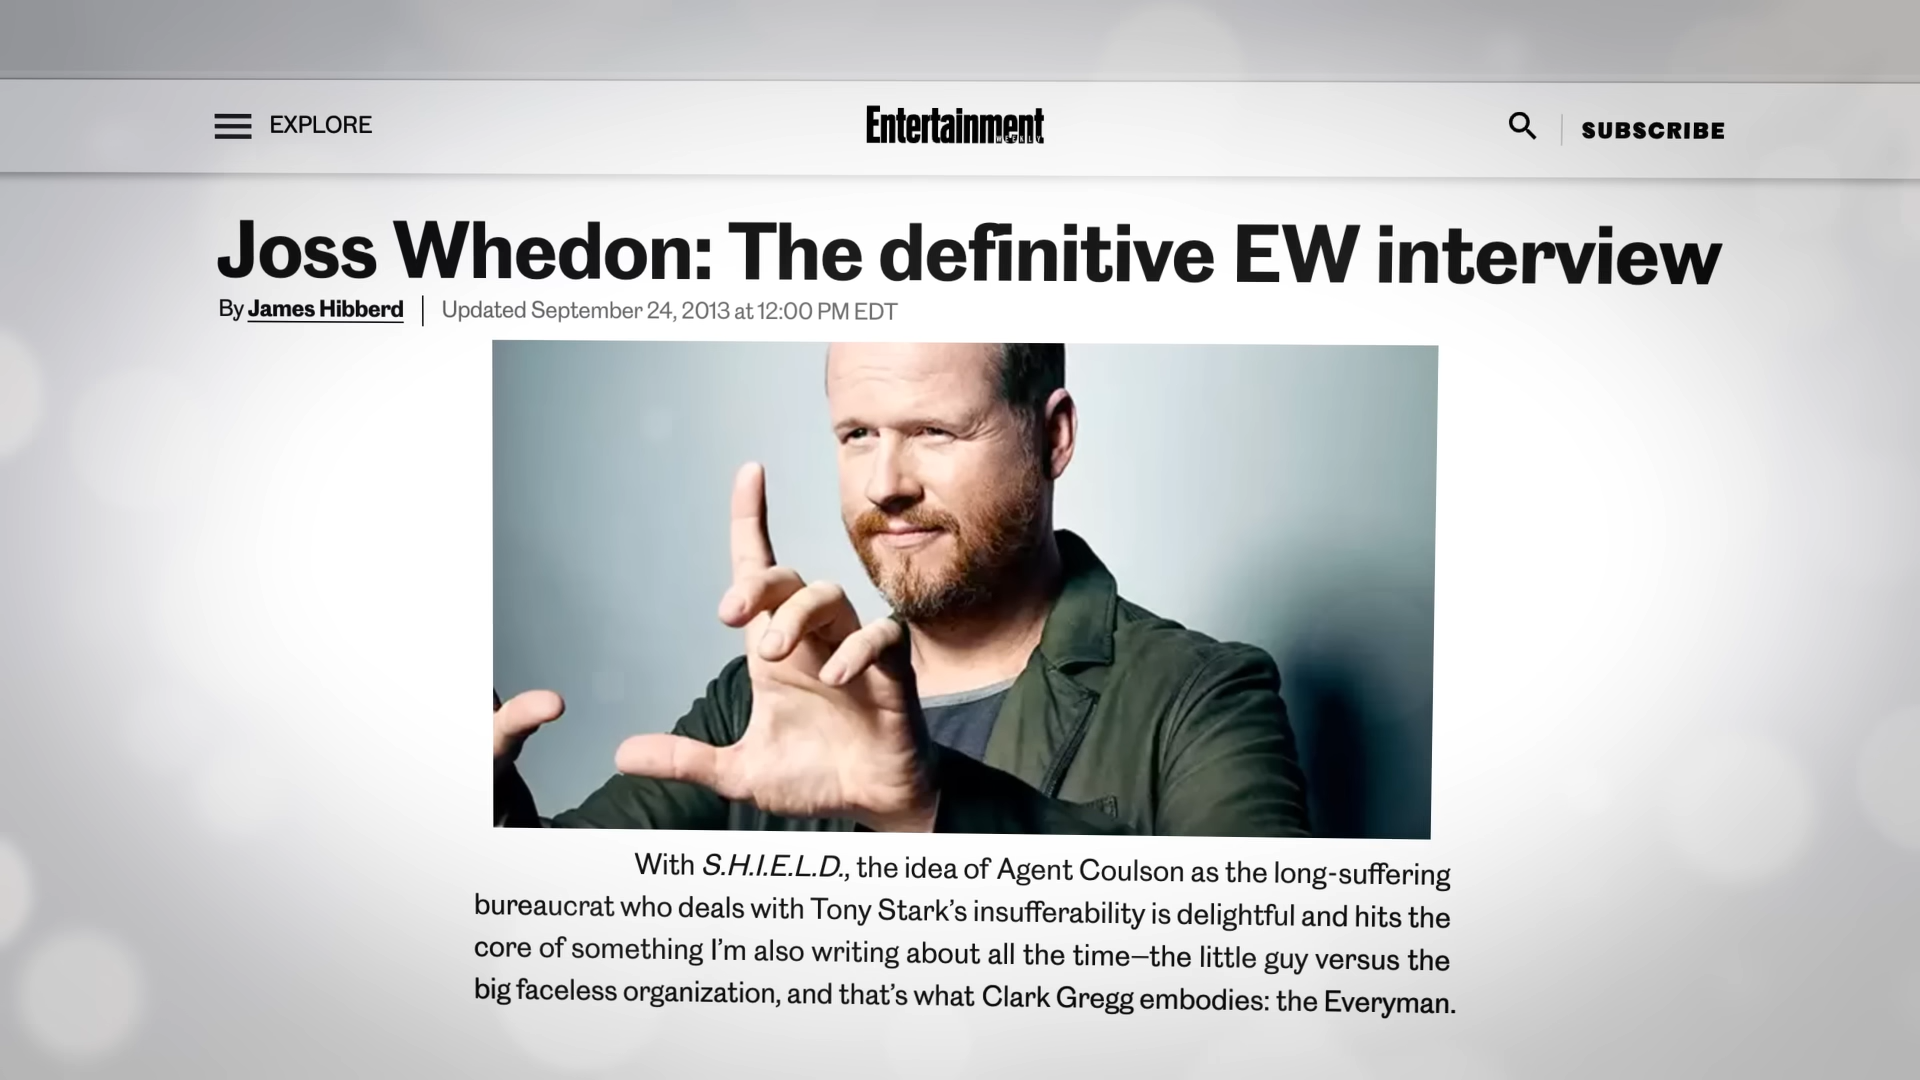 EXPLORE
Entertainment
WEEKLY
SUBSCRIBE
Joss Whedon: The definitive EW interview
By James Hibberd | Updated September 24, 2013 at 12:00 PM EDT
With S.H.I.E.L.D., the idea of Agent Coulson as the long-suffering
bureaucrat who deals with Tony Stark’s insufferability is delightful and hits the
core of something I’m also writing about all the time—the little guy versus the
big faceless organization, and that’s what Clark Gregg embodies: the Everyman.